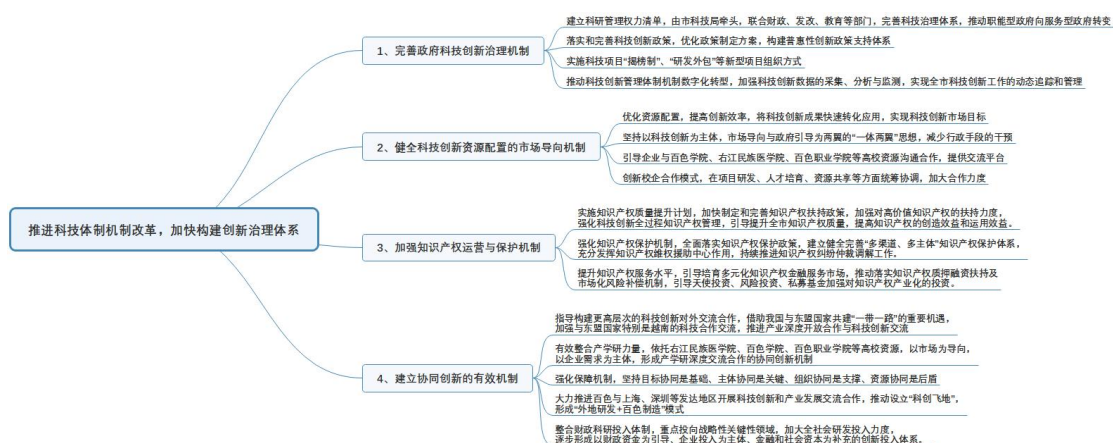 推进科技体制机制改革，加快构建创新治理体系
1、完善政府科技创新治理机制
建立科研管理权力清单，由市科技局牵头，联合财政、发改、教育等部门，完善科技治理体系，推动职能型政府向服务型政府转变
落实和完善科技创新政策，优化政策制定方案，构建普惠性创新政策支持体系
实施科技项目“揭榜制”、“研发外包”等新型项目组织方式
推动科技创新管理体制机制数字化转型，加强科技创新数据的采集、分析与监测，实现全市科技创新工作的动态追踪和管理
2、健全科技创新资源配置的市场导向机制
优化资源配置，提高创新效率，将科技创新成果快速转化应用，实现科技创新市场目标
坚持以科技创新为主体，市场导向与政府引导为两翼的“一体两翼”思想，减少行政手段的干预
引导企业与百色学院、右江民族医学院、百色职业学院等高校资源沟通合作，提供交流平台
创新校企合作模式，在项目研发、人才培育、资源共享等方面统筹协调，加大合作力度
3、加强知识产权运营与保护机制
实施知识产权质量提升计划，加快制定和完善知识产权扶持政策，加强对高价值知识产权的扶持力度，
强化科技创新全过程知识产权管理，引导提升全市知识产权质量，提高知识产权的创造效益和运用效益。
强化知识产权保护机制，全面落实知识产权保护政策，建立健全完善“多渠道、多主体”知识产权保护体系，
充分发挥知识产权维权援助中心作用，持续推进知识产权纠纷仲裁调解工作。
提升知识产权服务水平，引导培育多元化知识产权金融服务市场，推动落实知识产权质押融资扶持及
市场化风险补偿机制，引导天使投资、风险投资、私募基金加强对知识产权产业化的投资。
4、建立协同创新的有效机制
指导构建更高层次的科技创新对外交流合作，借助我国与东盟国家共建“一带一路”的重要机遇，
加强与东盟国家特别是越南的科技合作交流，推进产业深度开放合作与科技创新交流
有效整合产学研力量，依托右江民族医学院、百色学院、百色职业学院等高校资源，以市场为导向，
以企业需求为主体，形成产学研深度交流合作的协同创新机制
强化保障机制，坚持目标协同是基础、主体协同是关键、组织协同是支撑、资源协同是后盾
大力推进百色与上海、深圳等发达地区开展科技创新和产业发展交流合作，推动设立“科创飞地”，
形成“外地研发+百色制造”模式
整合财政科研投入体制，重点投向战略性关键性领域，加大全社会研发投入力度，
逐步形成以财政资金为引导、企业投入为主体、金融和社会资本为补充的创新投入体系。